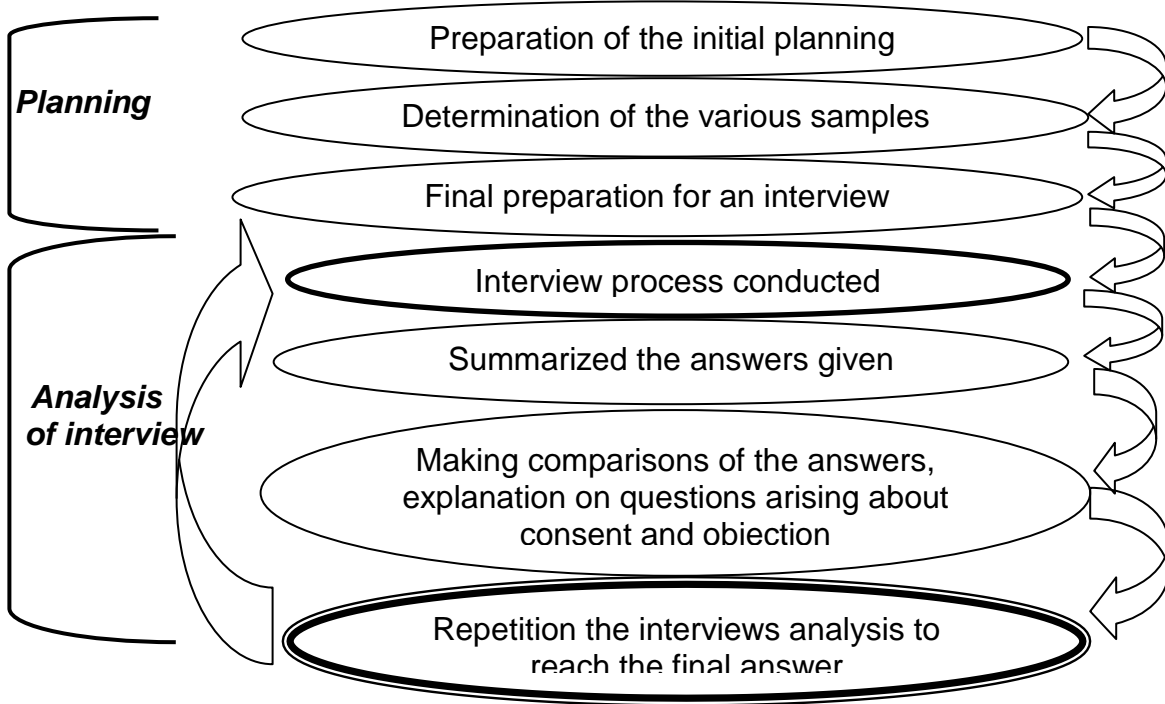 Preparation of the initial planning
Planning
Determination of the various samples
Final preparation for an interview
Interview process conducted
Summarized the answers given
Analysis
of interview
Making comparisons of the answers,
explanation on questions arising about
consent and objection
Repetition the interviews analysis to
reach the final answer